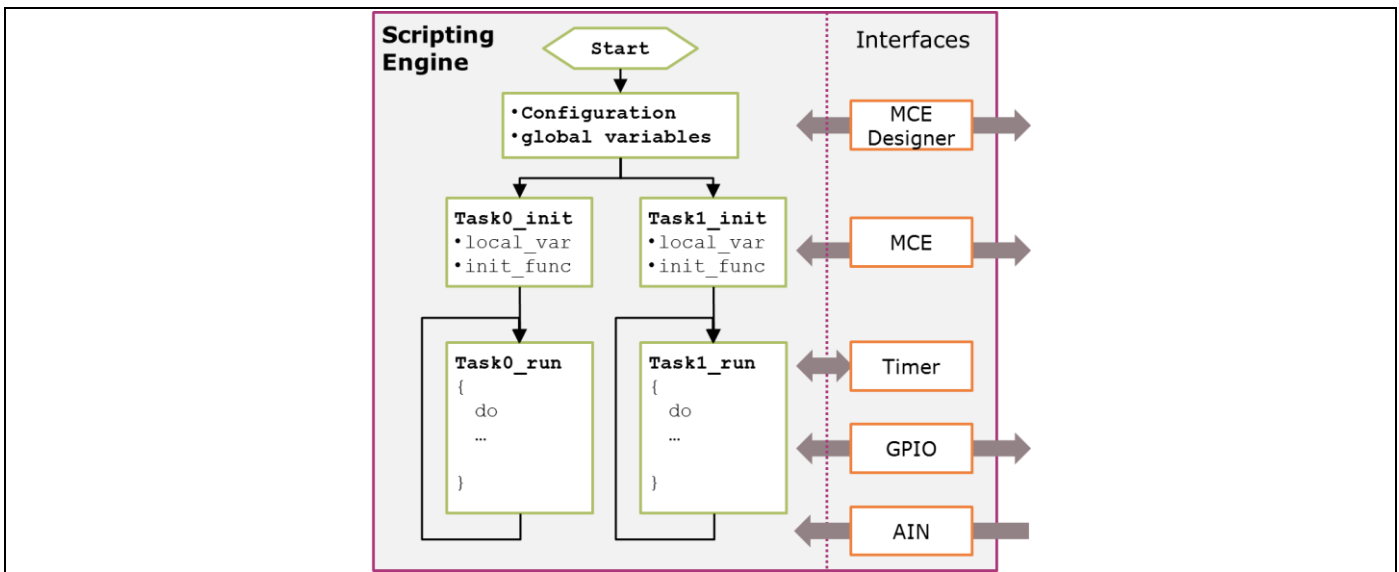 Scripting
Engine
Start
•Configuration
•global variables
Task0_init
•local_var
•init_func
Task1_init
•local_var
•init_func
Task0_run
{
do
…
}
Task1_run
{
do
…
}
Interfaces
MCE
Designer
MCE
Timer
GPIO
AIN